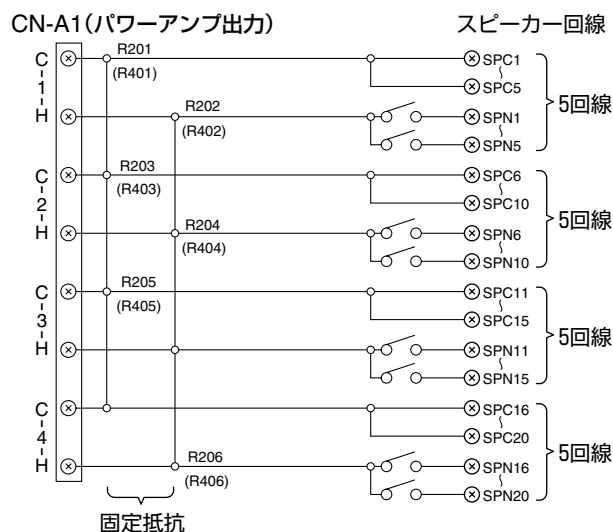 CN-A1(パワーアンプ出力)
スピーカー回線
C-1-H
R201
(R401)
R202
(R402)
SPC1
〜
SPC5
SPN1
〜
SPN5
5回線
C-2-H
R203
(R403)
R204
(R404)
SPC6
〜
SPC10
SPN6
〜
SPN10
5回線
C-3-H
R205
(R405)
SPC11
〜
SPC15
SPN11
〜
SPN15
5回線
C-4-H
R206
(R406)
SPC16
〜
SPC20
SPN16
〜
SPN20
5回線
固定抵抗